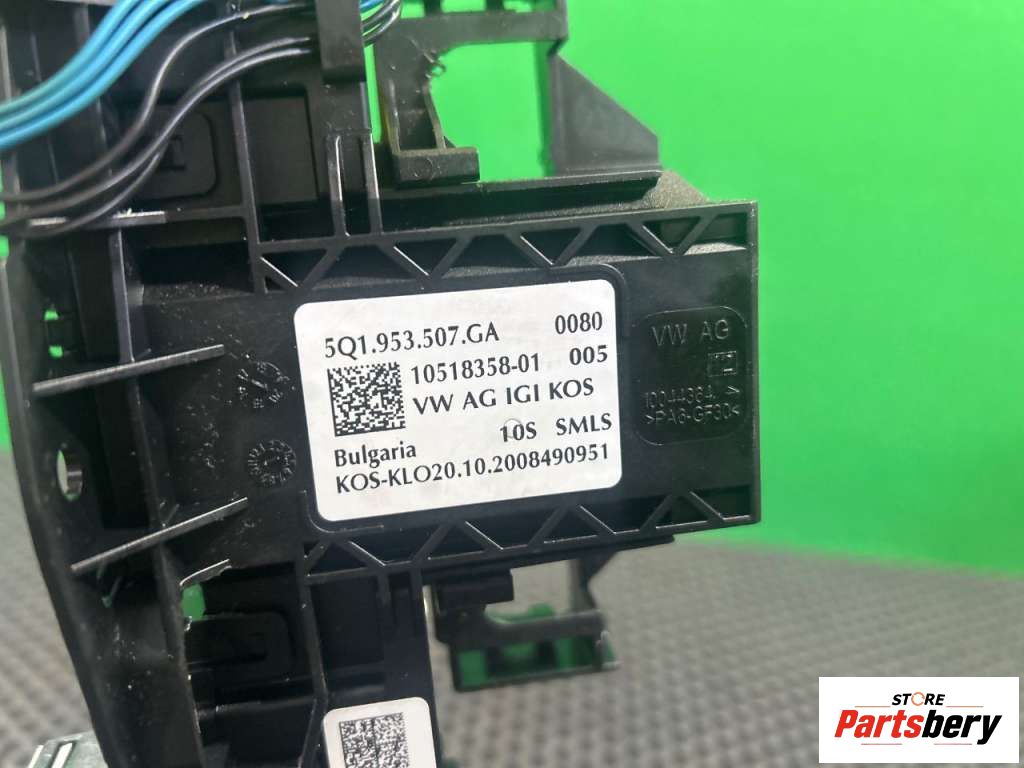 5Q1.953.507.GA 0080
10518358-01 005
VW AG IGI KOS
10S SMLS
Bulgaria
KOS-KLO20.10.2008490951
VW AG
>PA6-GF30<
STORE
Partsbery